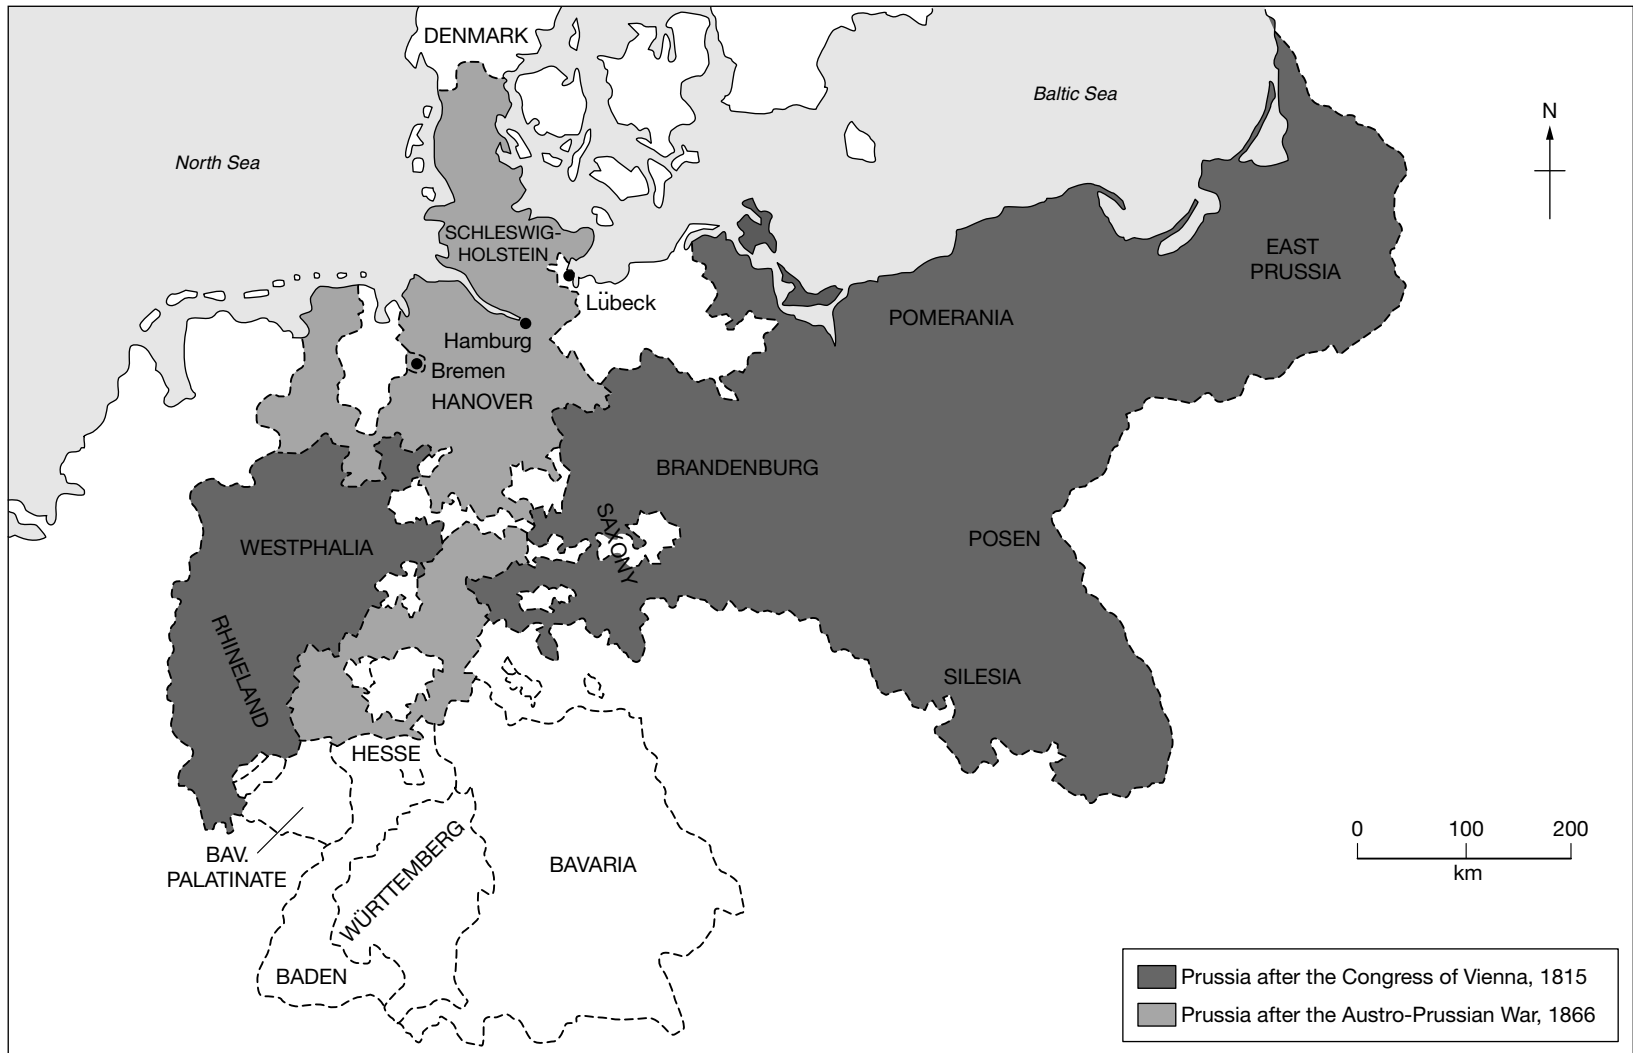 DENMARK
Baltic Sea
N
North Sea
SCHLESWIG-
HOLSTEIN
EAST
PRUSSIA
Lübeck
POMERANIA
Hamburg
Bremen
HANOVER
BRANDENBURG
SAXONY
WESTPHALIA
POSEN
RHINELAND
SILESIA
HESSE
BAV.
PALATINATE
WÜRTTEMBERG
BAVARIA
BADEN
0 100 200
km
Prussia after the Congress of Vienna, 1815
Prussia after the Austro-Prussian War, 1866